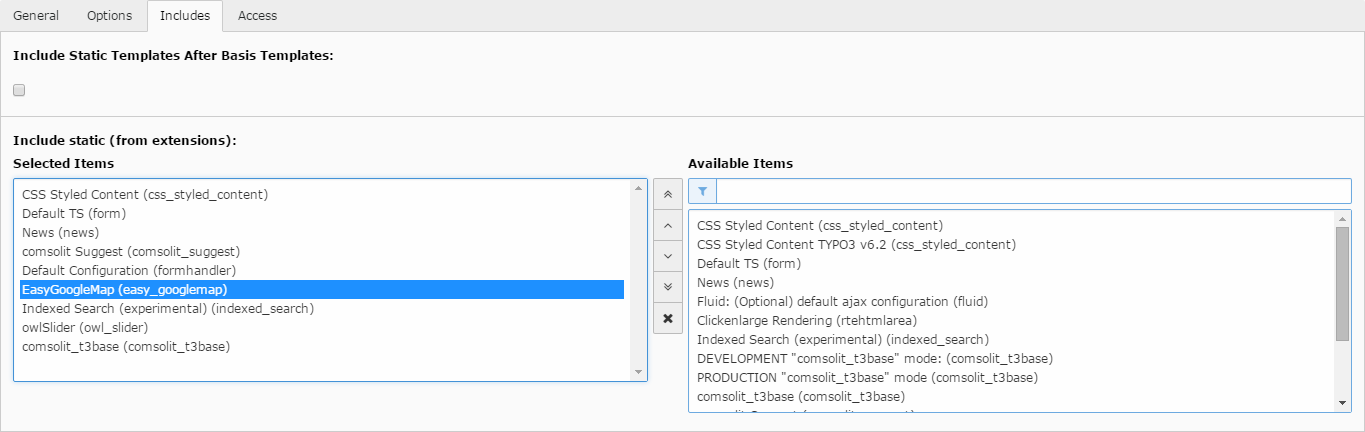 General Options Includes Access
Include Static Templates After Basis Templates:
Include static (from extensions):
Selected Items
CSS Styled Content (css_styled_content)
Default TS (form)
News (news)
comsolit Suggest (comsolit_suggest)
Default Configuration (formhandler)
EasyGoogleMap (easy_googlemap)
Indexed Search (experimental) (indexed_search)
owlSlider (owl_slider)
comsolit_t3base (comsolit_t3base)
Available Items
CSS Styled Content (css_styled_content)
CSS Styled Content TYPO3 v6.2 (css_styled_content)
Default TS (form)
News (news)
Fluid: (Optional) default ajax configuration (fluid)
Clickenlarge Rendering (rtehtmlarea)
Indexed Search (experimental) (indexed_search)
DEVELOPMENT "comsolit_t3base" mode: (comsolit_t3base)
PRODUCTION "comsolit_t3base" mode (comsolit_t3base)
comsolit_t3base (comsolit_t3base)